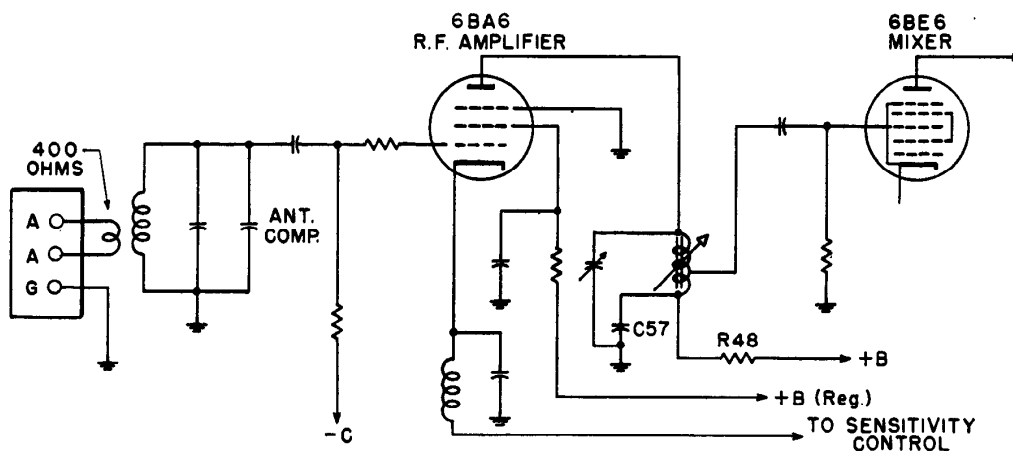 6BA6
R.F. AMPLIFIER
6BE6
MIXER
400
OHMS
A
A
G
ANT.
COMP.
C57
R48
+B
+B (Reg.)
-C
TO SENSITIVITY
CONTROL